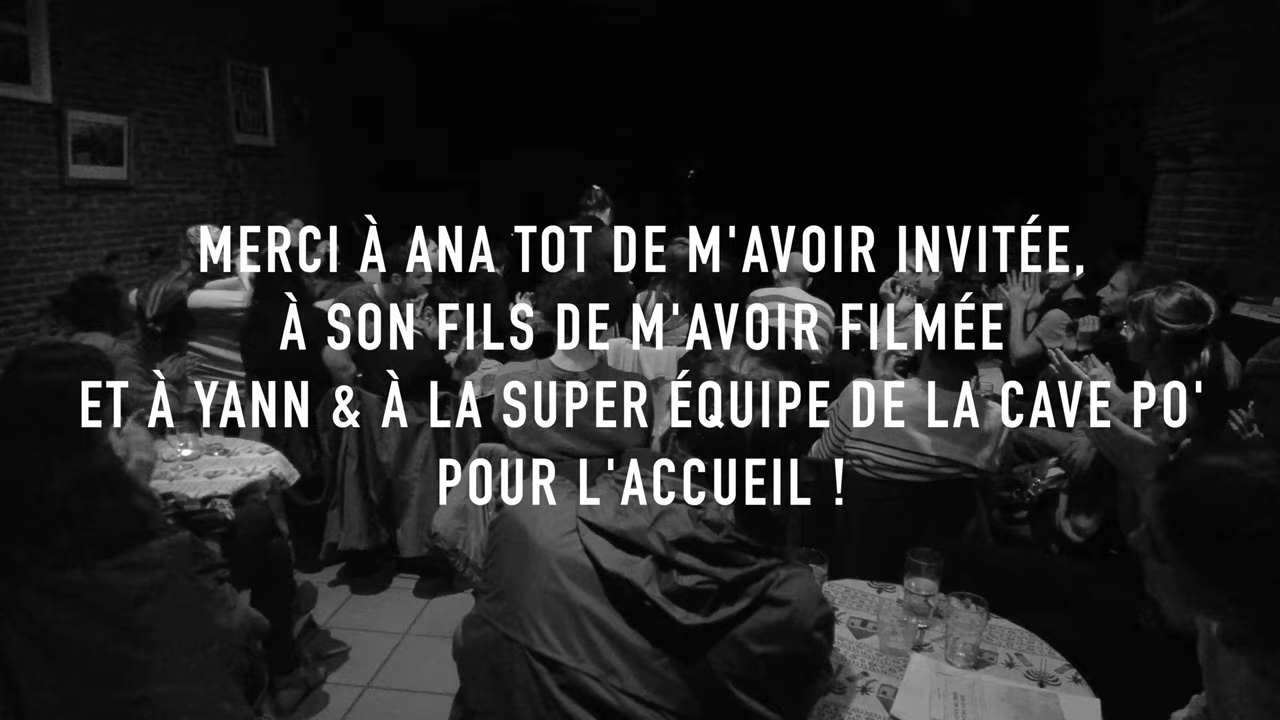 MERCI À ANA TOT DE M'AVOIR INVITÉE,
À SON FILS DE M'AVOIR FILMÉE
ET À YANN & À LA SUPER ÉQUIPE DE LA CAVE PO'
POUR L'ACCUEIL !